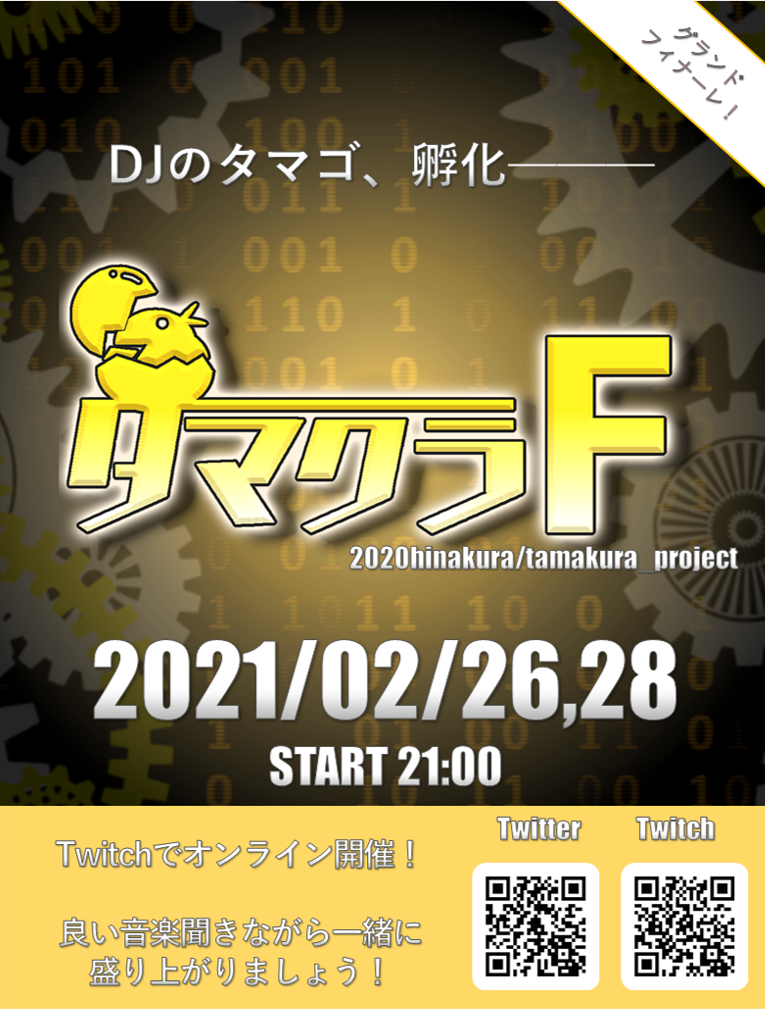 グランド
フィナーレ！
DJのタマゴ、孵化―――
タマクラF
2020hinakura/tamakura_project
2021/02/26,28
START 21:00
Twitter
Twitch
Twitchでオンライン開催！
良い音楽聞きながら一緒に
盛り上がりましょう！